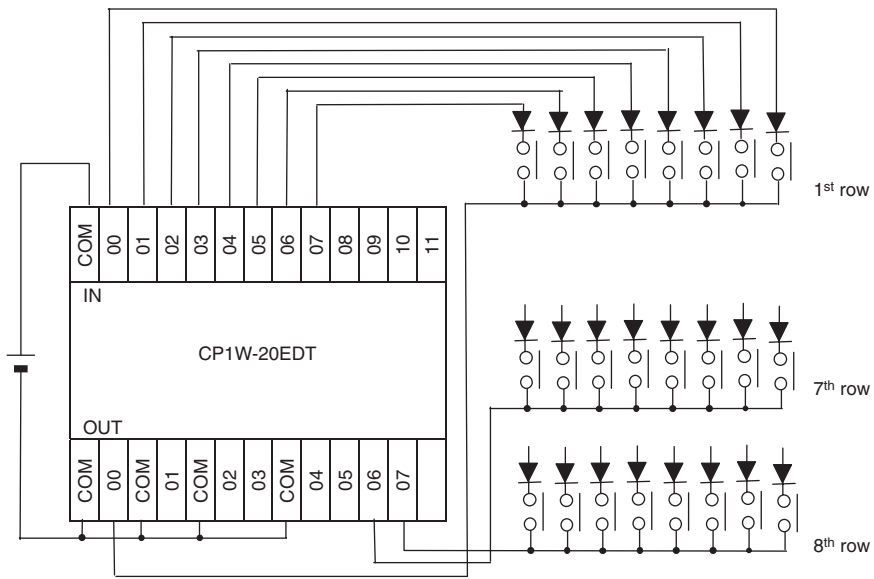 1st row
COM 00 01 02 03 04 05 06 07 08 09 10 11
IN
CP1W-20EDT
7th row
OUT
COM 00 COM 01 COM 02 03 COM 04 05 06 07
8th row